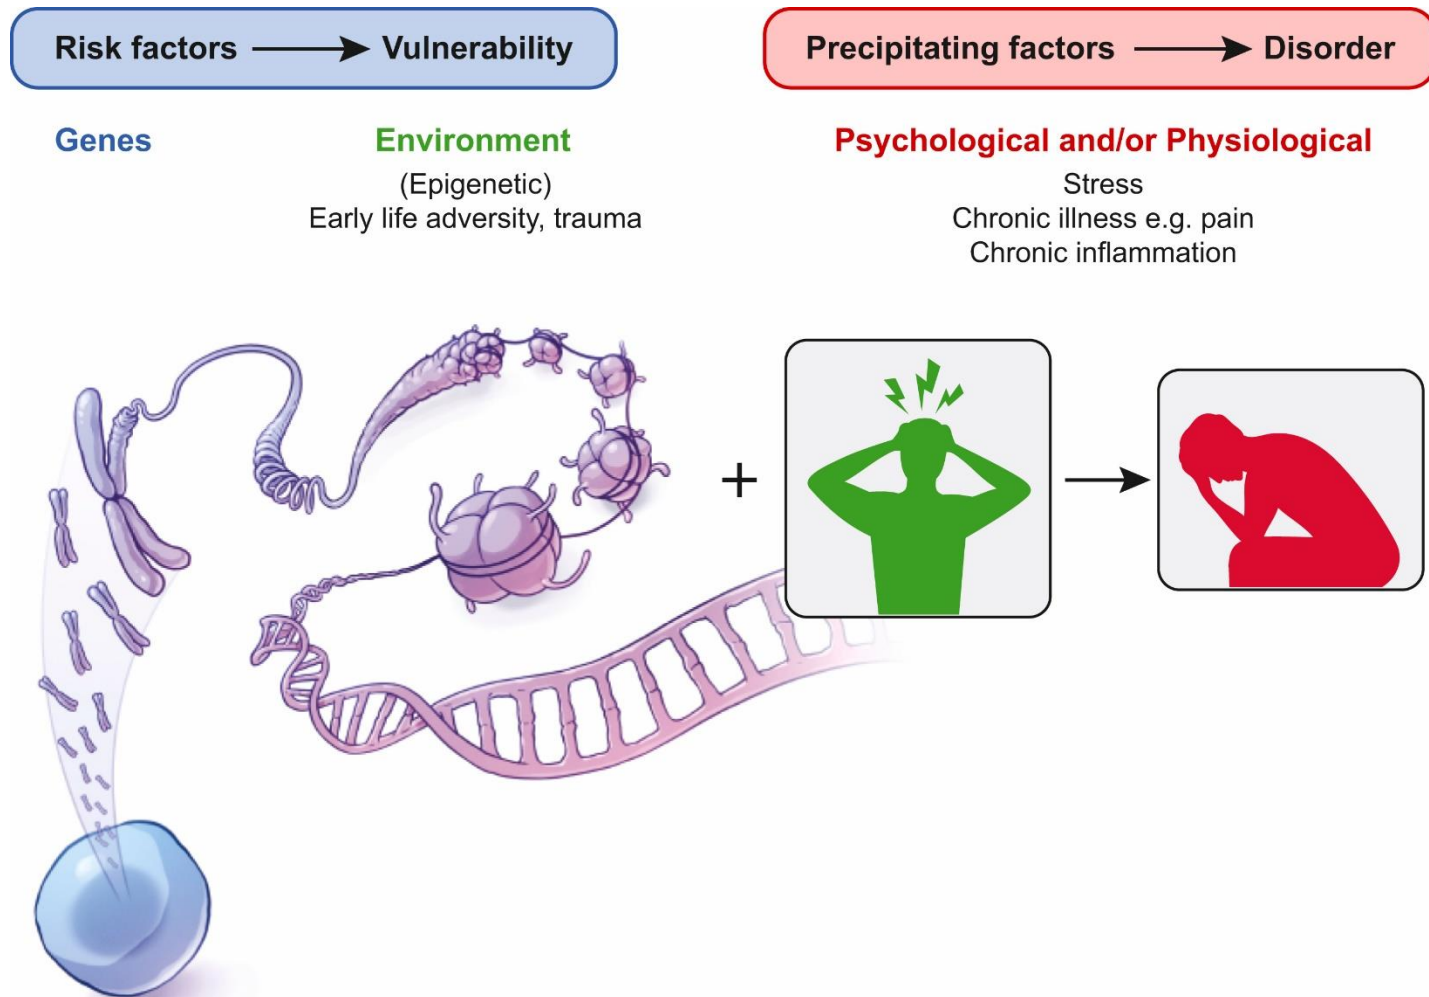 Risk factors → Vulnerability
Precipitating factors → Disorder
Genes
Environment
(Epigenetic)
Early life adversity, trauma
Psychological and/or Physiological
Stress
Chronic illness e.g. pain
Chronic inflammation
+
→